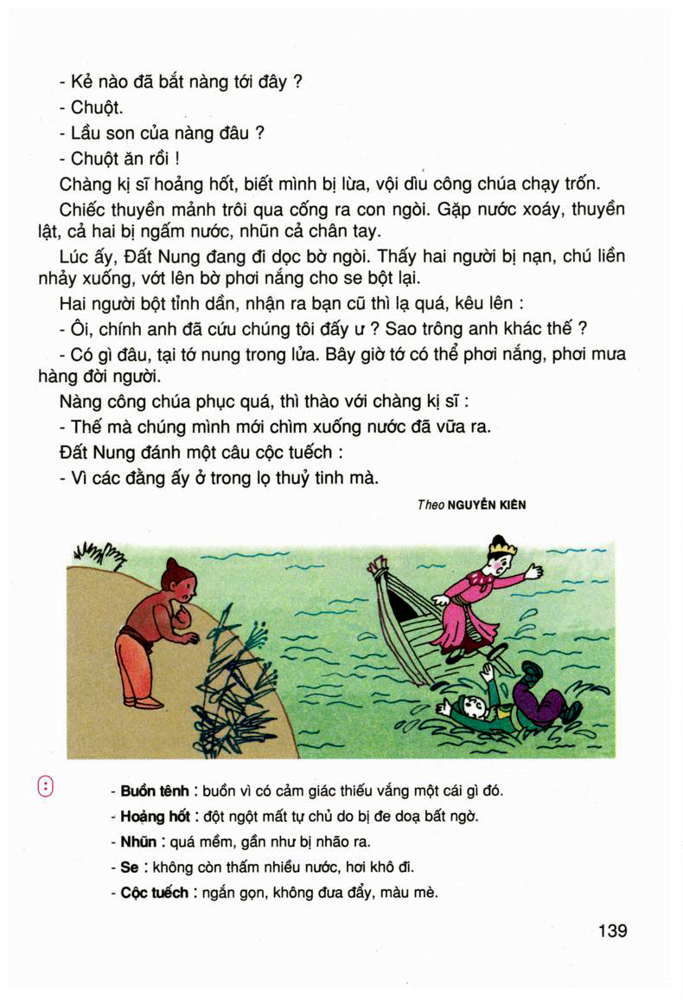 - Kẻ nào đã bắt nàng tới đây ?
- Chuột.
- Lầu son của nàng đâu ?
- Chuột ăn rồi !
Chàng kị sĩ hoảng hốt, biết mình bị lừa, vội dìu công chúa chạy trốn.
Chiếc thuyền mảnh trôi qua cống ra con ngòi. Gặp nước xoáy, thuyền
lật, cả hai bị ngấm nước, nhũn cả chân tay.
Lúc ấy, Đất Nung đang đi dọc bờ ngòi. Thấy hai người bị nạn, chú liền
nhảy xuống, vớt lên bờ phơi nắng cho se bột lại.
Hai người bột tỉnh dần, nhận ra bạn cũ thì lạ quá, kêu lên :
- Ôi, chính anh đã cứu chúng tôi đấy ư ? Sao trông anh khác thế ?
- Có gì đâu, tại tớ nung trong lửa. Bây giờ tớ có thể phơi nắng, phơi mưa
hàng đời người.
Nàng công chúa phục quá, thì thào với chàng kị sĩ :
- Thế mà chúng mình mới chìm xuống nước đã vữa ra.
Đất Nung đánh một câu cộc tuếch :
- Vì các đằng ấy ở trong lọ thuỷ tinh mà.
Theo NGUYỄN KIÊN
:
- Buồn tênh : buồn vì có cảm giác thiếu vắng một cái gì đó.
- Hoảng hốt : đột ngột mất tự chủ do bị đe doạ bất ngờ.
- Nhũn : quá mềm, gần như bị nhão ra.
- Se : không còn thấm nhiều nước, hơi khô đi.
- Cộc tuếch : ngắn gọn, không đưa đẩy, màu mè.
139